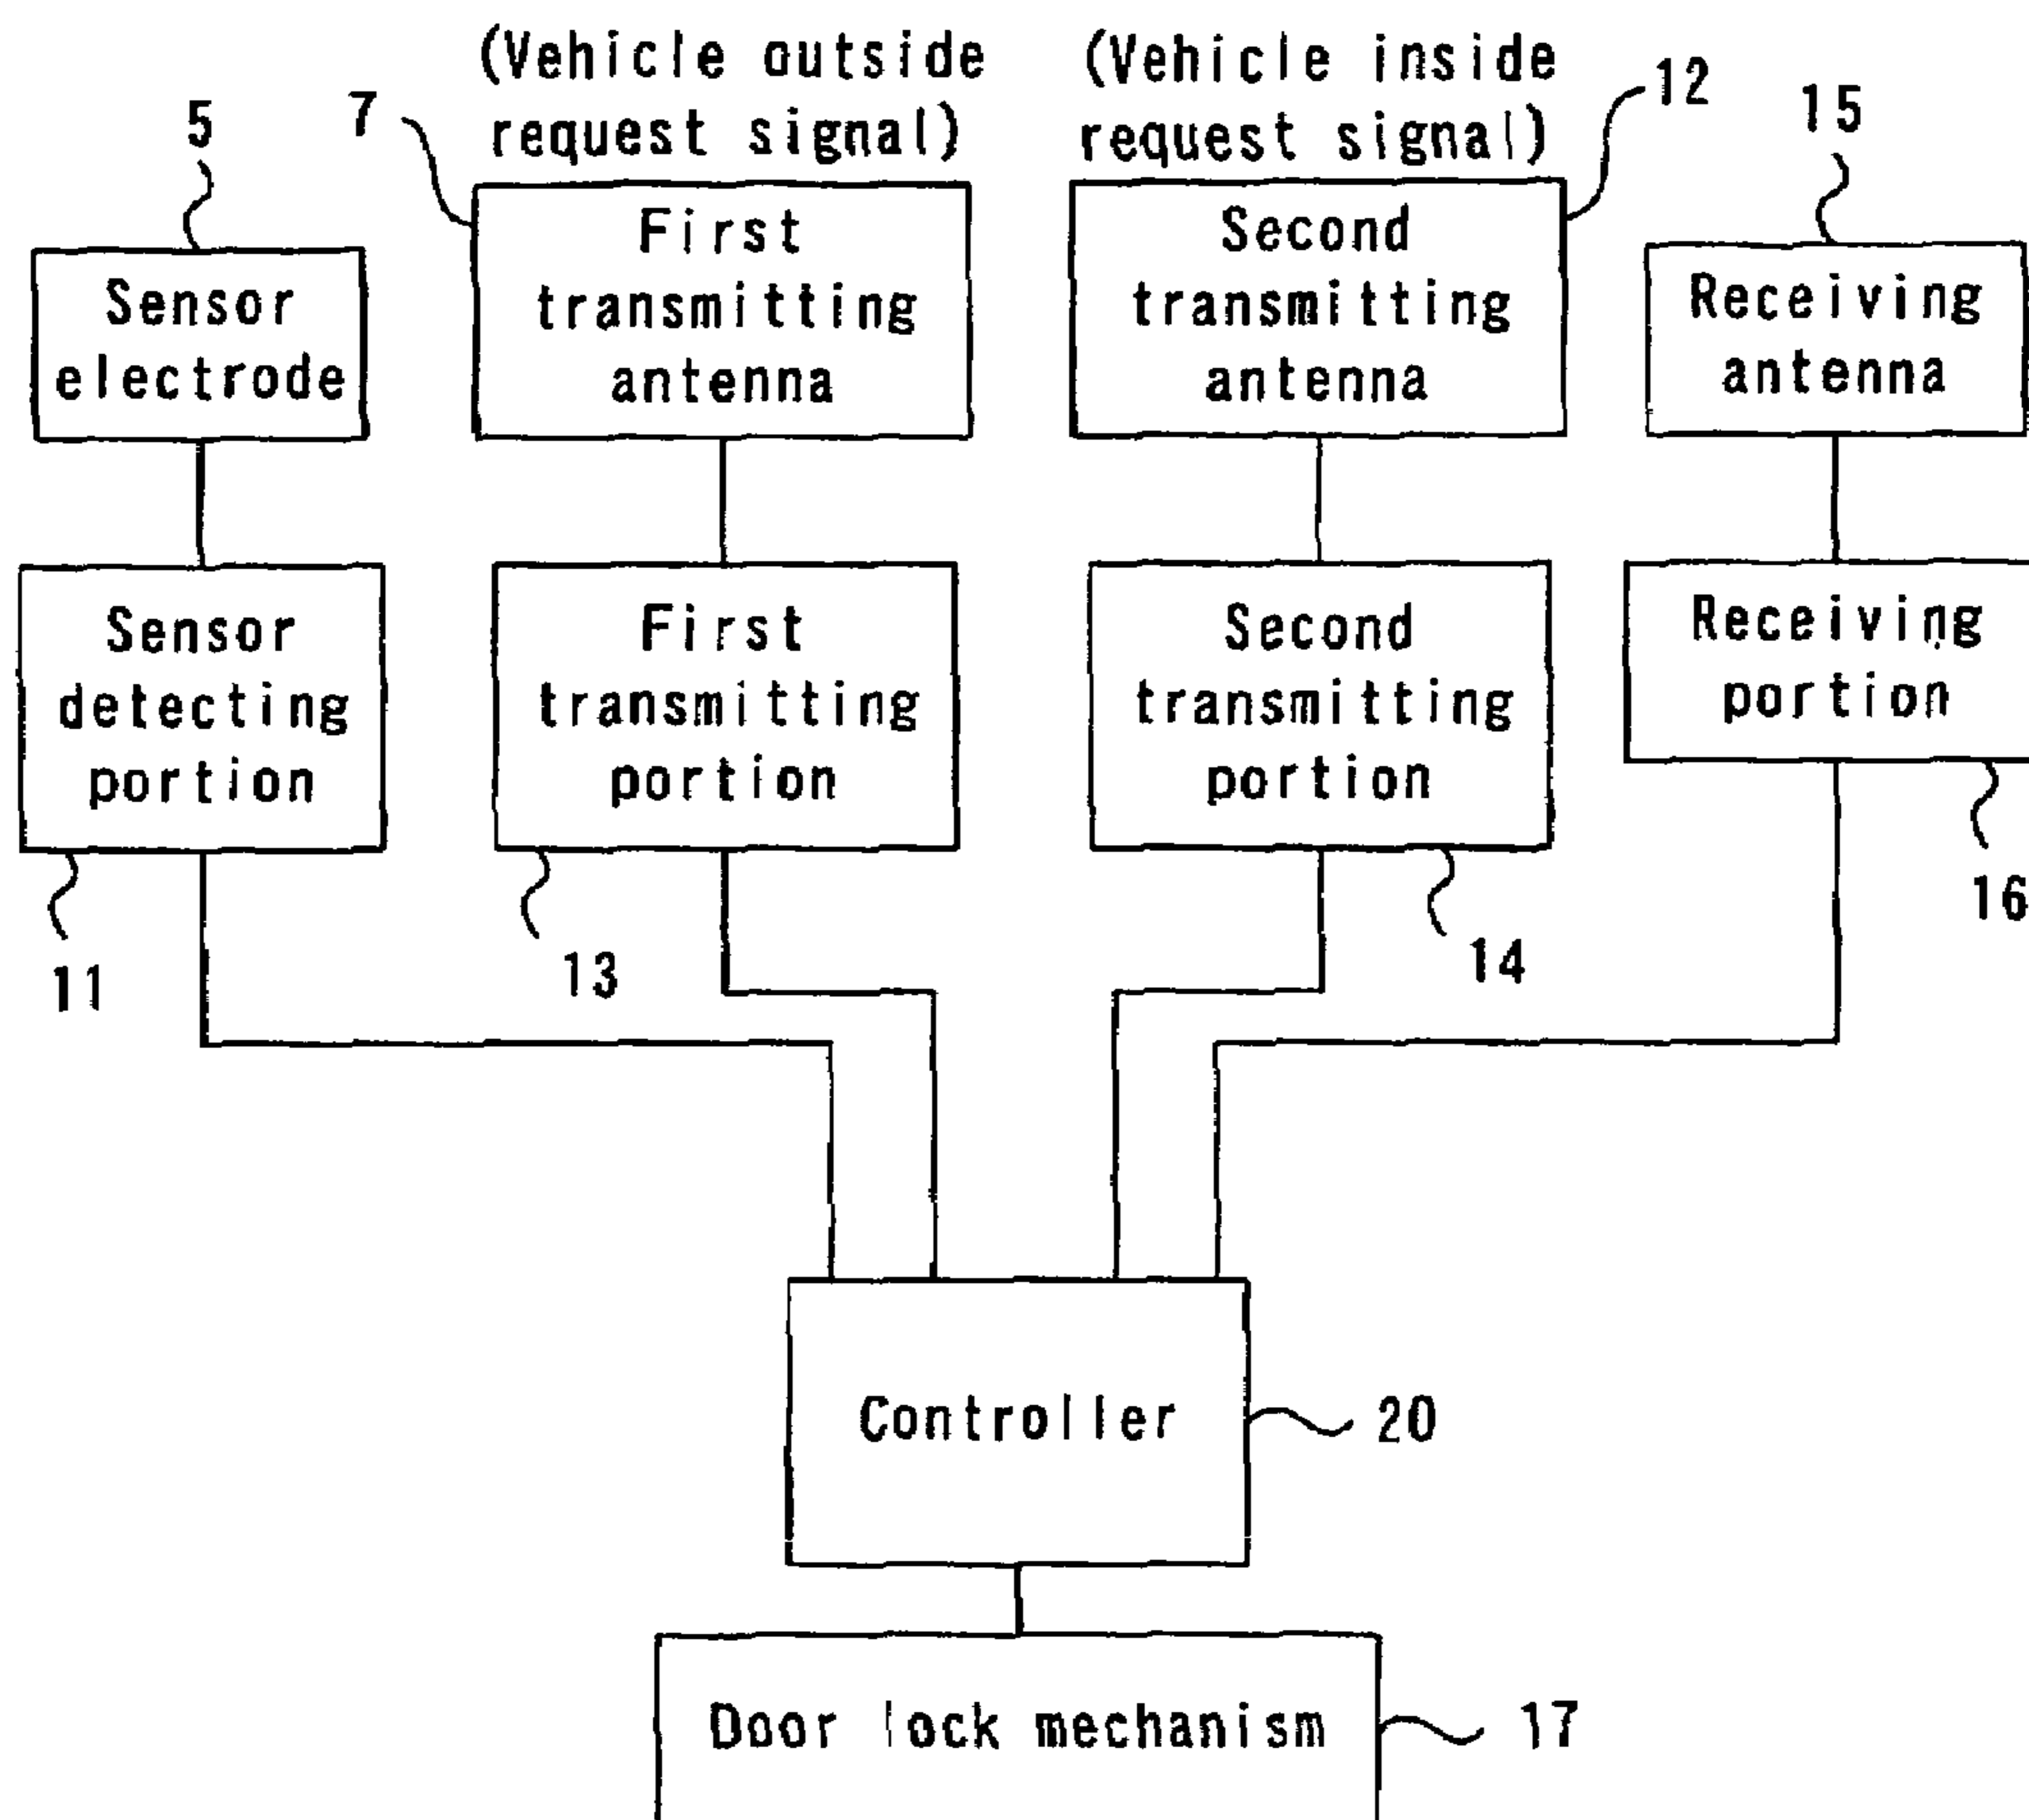 (Vehicle outside
request signal)
(Vehicle inside
request signal)
5
7
12
15
Sensor
electrode
First
transmitting
antenna
Second
transmitting
antenna
Receiving
antenna
Sensor
detecting
portion
First
transmitting
portion
Second
transmitting
portion
Receiving
portion
11
13
14
16
Controller
20
Door lock mechanism
17